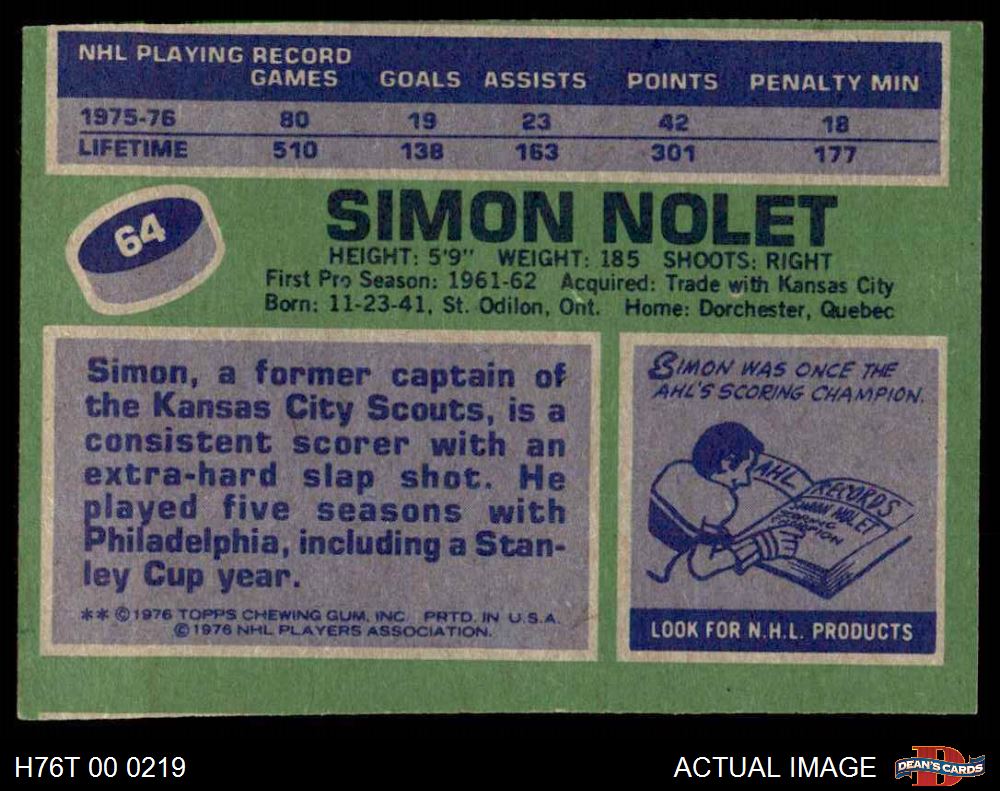 NHL PLAYING RECORD
GAMES GOALS ASSISTS POINTS PENALTY MIN
1975-76 80 19 23 42 18
LIFETIME 510 138 163 301 177
64
SIMON NOLET
HEIGHT: 5'9" WEIGHT: 185 SHOOTS: RIGHT
First Pro Season: 1961-62 Acquired: Trade with Kansas City
Born: 11-23-41, St. Odilon, Ont. Home: Dorchester, Quebec
Simon, a former captain of
the Kansas City Scouts, is a
consistent scorer with an
extra-hard slap shot. He
played five seasons with
Philadelphia, including a Stan-
ley Cup year.
** © 1976 TOPPS CHEWING GUM, INC. PRTD. IN U.S.A.
© 1976 NHL PLAYERS ASSOCIATION.
SIMON WAS ONCE THE
AHL'S SCORING CHAMPION.
AHL RECORDS
SIMON NOLET
SCORING
CHAMPION
LOOK FOR N.H.L. PRODUCTS
H76T 00 0219
ACTUAL IMAGE
DEAN'S CARDS